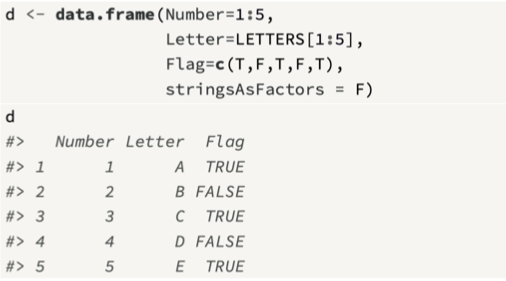 d <- data.frame(Number=1:5,
                Letter=LETTERS[1:5],
                Flag=c(T,F,T,F,T),
                stringsAsFactors = F)
d
#>   Number Letter  Flag
#> 1      1      A  TRUE
#> 2      2      B FALSE
#> 3      3      C  TRUE
#> 4      4      D FALSE
#> 5      5      E  TRUE